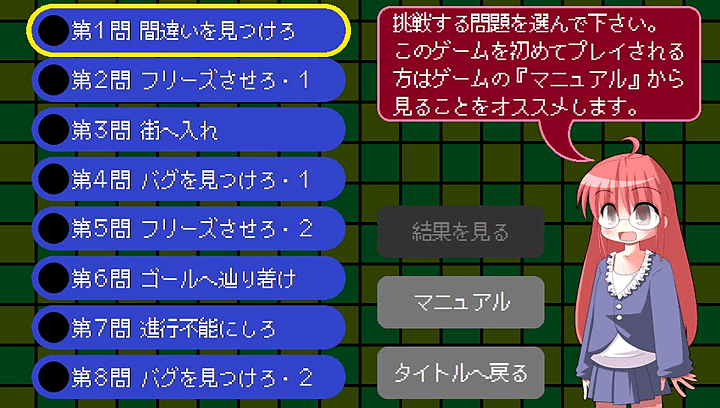 第1問 間違いを見つけろ
第2問 フリーズさせろ・1
第3問 街へ入れ
第4問 バグを見つけろ・1
第5問 フリーズさせろ・2
第6問 ゴールへ辿り着け
第7問 進行不能にしろ
第8問 バグを見つけろ・2
挑戦する問題を選んで下さい。
このゲームを初めてプレイされる
方はゲームの『マニュアル』から
見ることをオススメします。
結果を見る
マニュアル
タイトルへ戻る